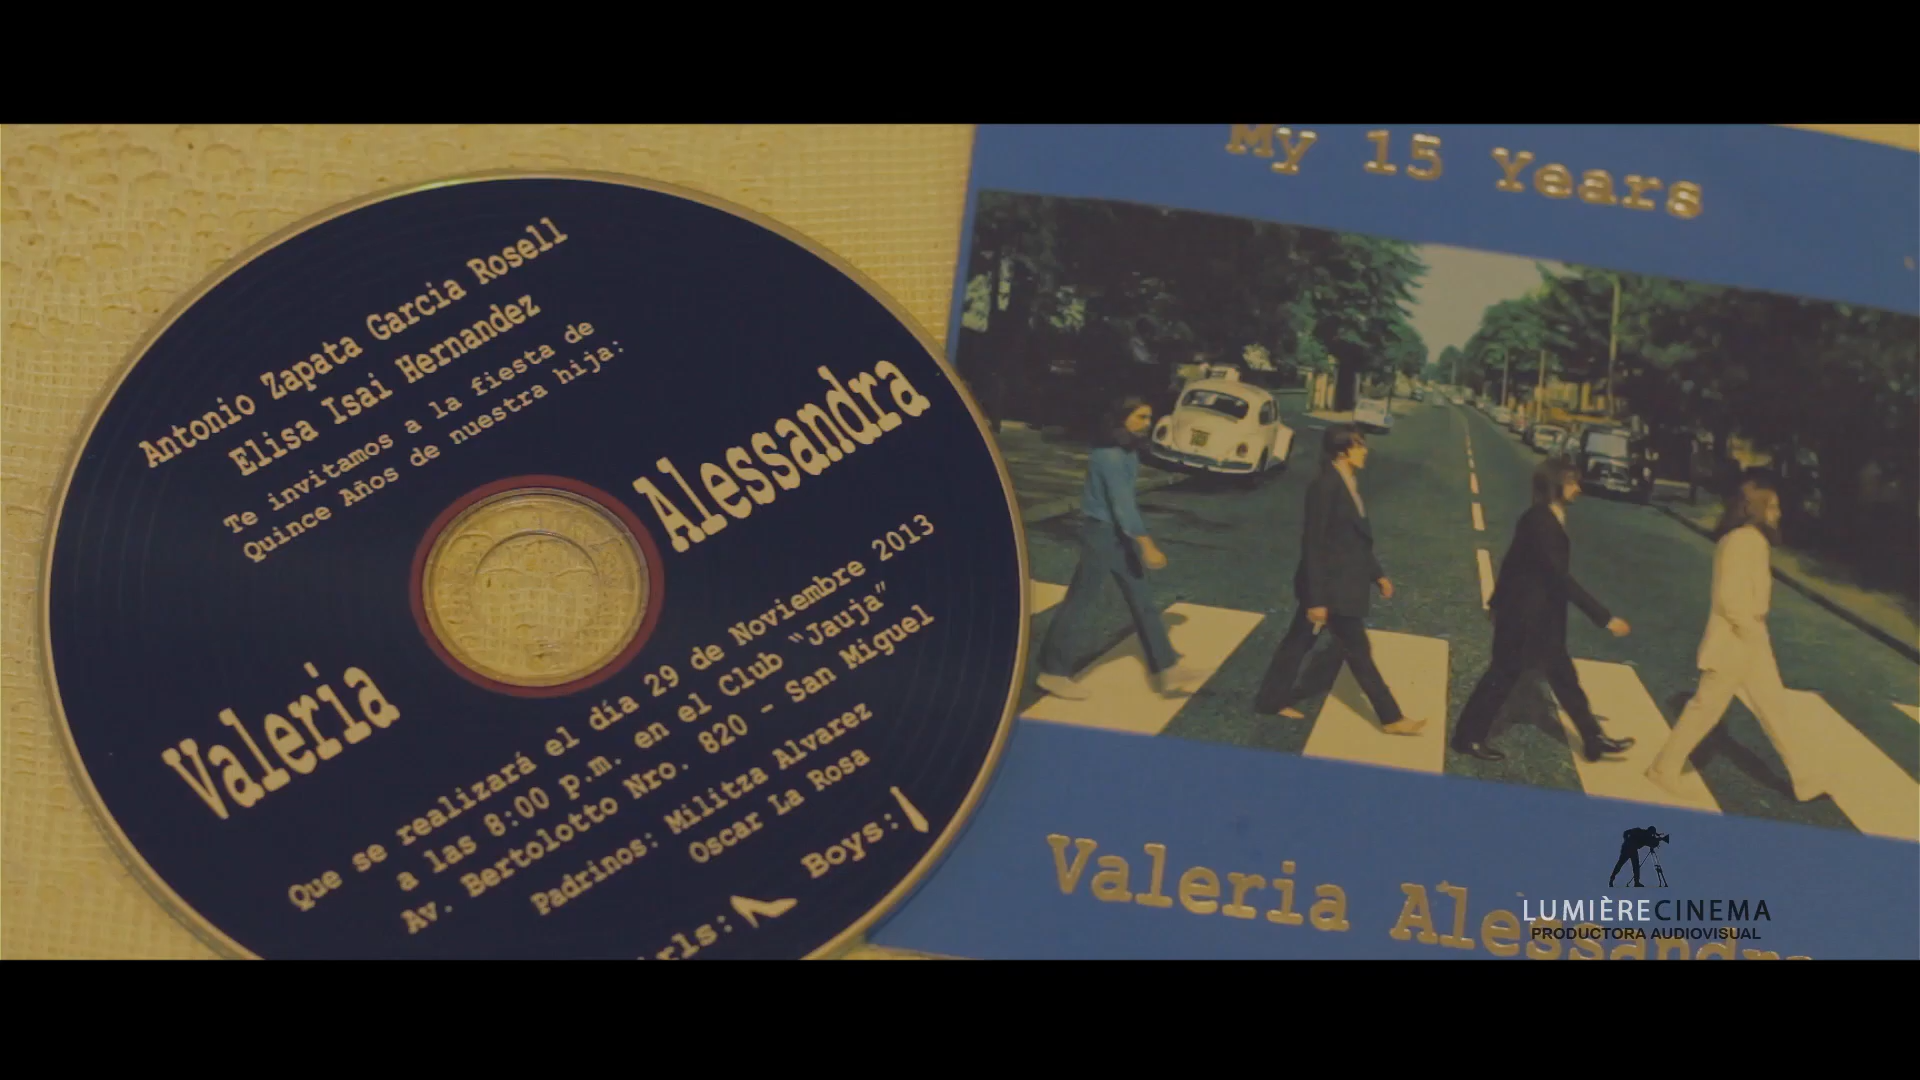 Antonio Zapata Garcia Rosell
Elisa Isai Hernandez
Te invitamos a la fiesta de
Quince Años de nuestra hija:
Valeria Alessandra
Que se realizará el día 29 de Noviembre 2013
a las 8:00 p.m. en el Club "Jauja"
Av. Bertolotto Nro. 820 - San Miguel
Padrinos: Militza Alvarez
Oscar La Rosa
Boys:
My 15 Years
Valeria Alessandra
LUMIÈRECINEMA
PRODUCTORA AUDIOVISUAL